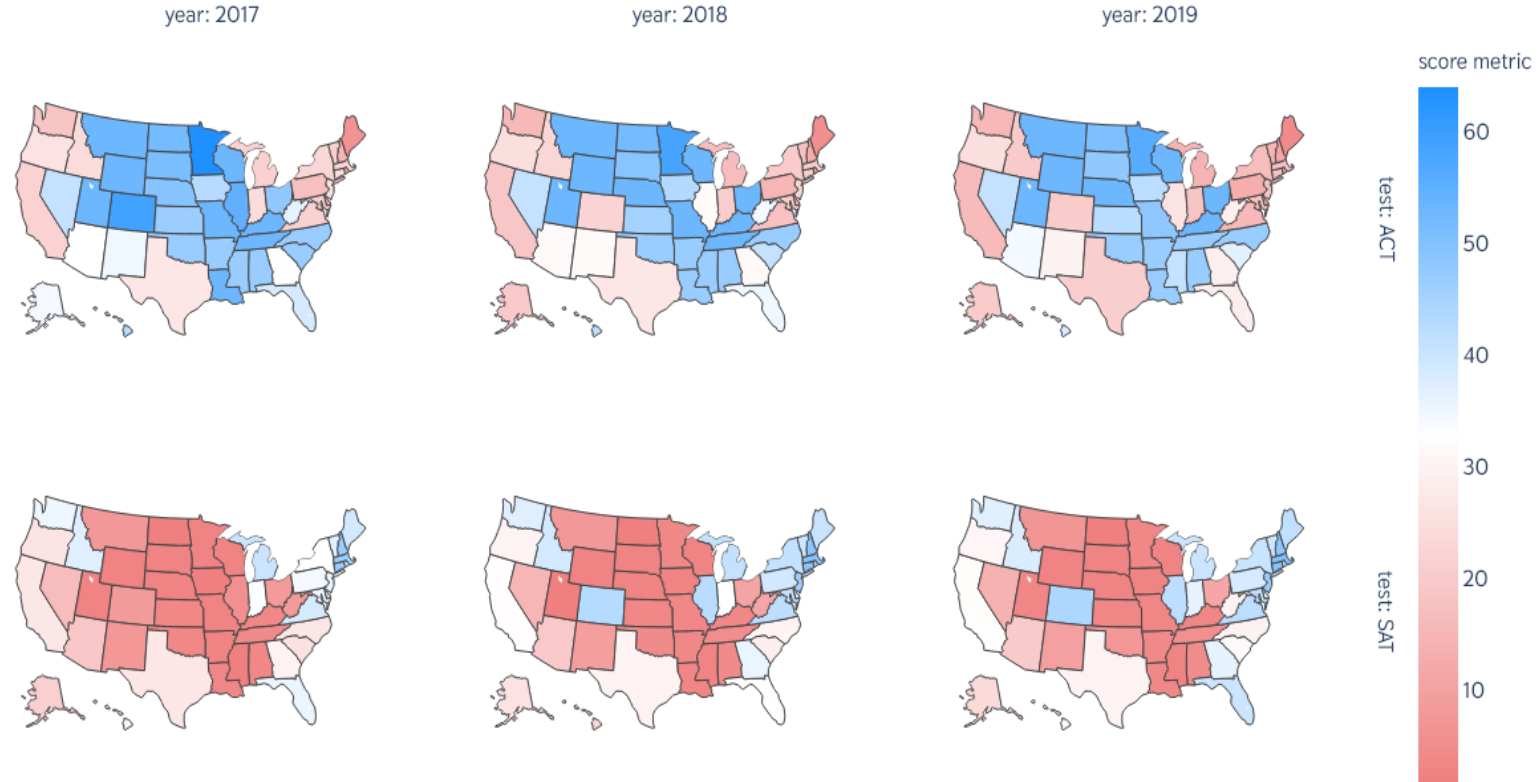 year: 2017
year: 2018
year: 2019
score metric
60
50
40
30
20
10
test: ACT
test: SAT